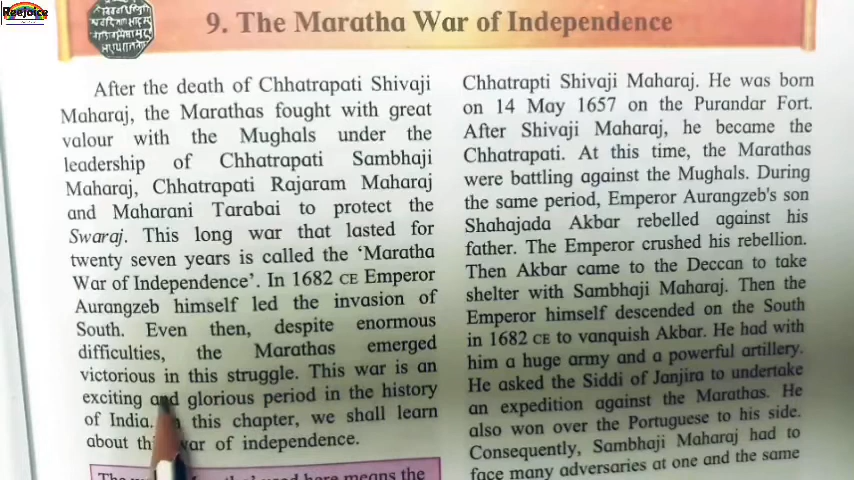 Reejoice
9. The Maratha War of Independence
After the death of Chhatrapati Shivaji
Maharaj, the Marathas fought with great
valour with the Mughals under the
leadership of Chhatrapati Sambhaji
Maharaj, Chhatrapati Rajaram Maharaj
and Maharani Tarabai to protect the
Swaraj. This long war that lasted for
twenty seven years is called the ‘Maratha
War of Independence’. In 1682 CE Emperor
Aurangzeb himself led the invasion of
South. Even then, despite enormous
difficulties, the Marathas emerged
victorious in this struggle. This war is an
exciting and glorious period in the history
of India. this chapter, we shall learn
about war of independence.
means the
Chhatrapti Shivaji Maharaj. He was born
on 14 May 1657 on the Purandar Fort.
After Shivaji Maharaj, he became the
Chhatrapati. At this time, the Marathas
were battling against the Mughals. During
the same period, Emperor Aurangzeb's son
Shahajada Akbar rebelled against his
father. The Emperor crushed his rebellion.
Then Akbar came to the Deccan to take
shelter with Sambhaji Maharaj. Then the
Emperor himself descended on the South
in 1682 CE to vanquish Akbar. He had with
him a huge army and a powerful artillery.
He asked the Siddi of Janjira to undertake
an expedition against the Marathas. He
also won over the Portuguese to his side.
Consequently, Sambhaji Maharaj had to
face many adversaries at one and the same